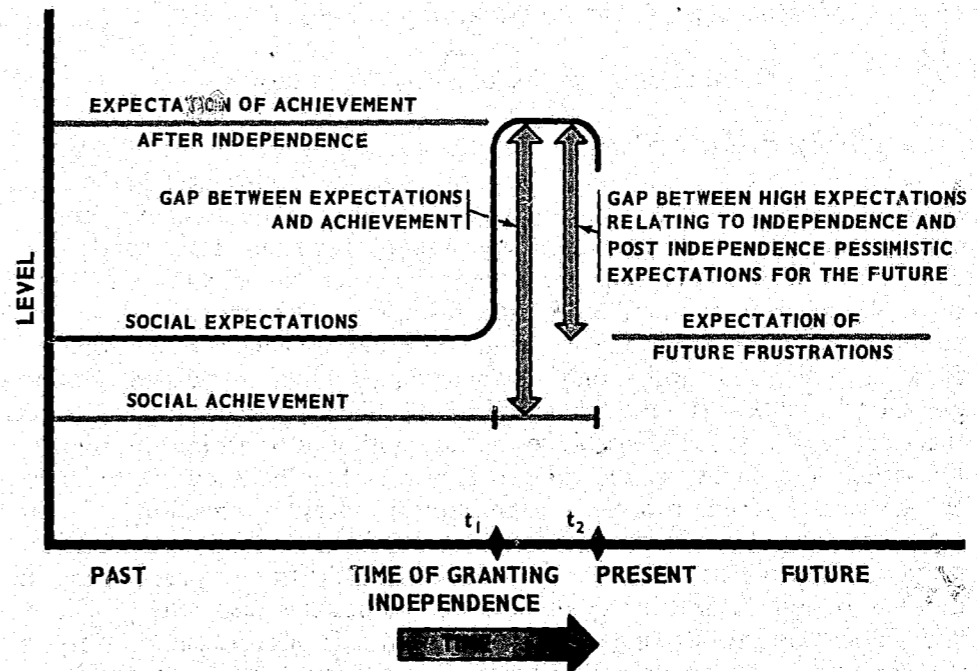 EXPECTATION OF ACHIEVEMENT
AFTER INDEPENDENCE
GAP BETWEEN EXPECTATIONS
AND ACHIEVEMENT
GAP BETWEEN HIGH EXPECTATIONS
RELATING TO INDEPENDENCE AND
POST INDEPENDENCE PESSIMISTIC
EXPECTATIONS FOR THE FUTURE
LEVEL
SOCIAL EXPECTATIONS
EXPECTATION OF
FUTURE FRUSTRATIONS
SOCIAL ACHIEVEMENT
t₁
t₂
PAST
TIME OF GRANTING
INDEPENDENCE
PRESENT
FUTURE
TIME